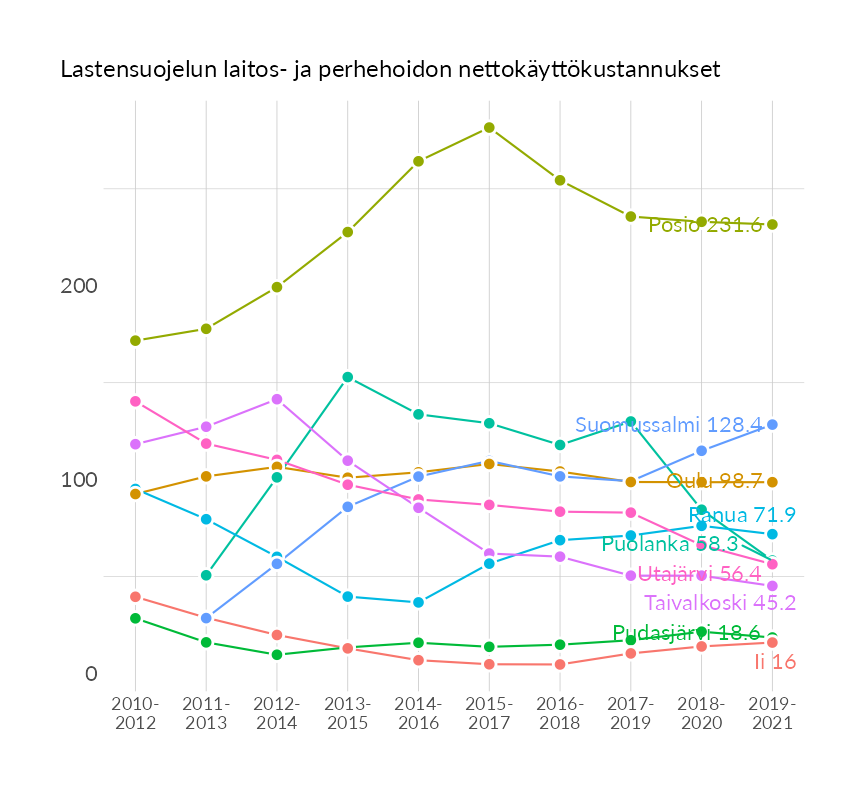 Lastensuojelun laitos- ja perhehoidon nettokäyttökustannukset
Posio 231.6
200
Suomussalmi 128.4
100
Oulu 98.7
Ranua 71.9
Puolanka 58.3
Utajärvi 56.4
Taivalkoski 45.2
Pudasjärvi 18.6
Ii 16
0
2010- 2011- 2012- 2013- 2014- 2015- 2016- 2017- 2018- 2019-
2012 2013 2014 2015 2016 2017 2018 2019 2020 2021